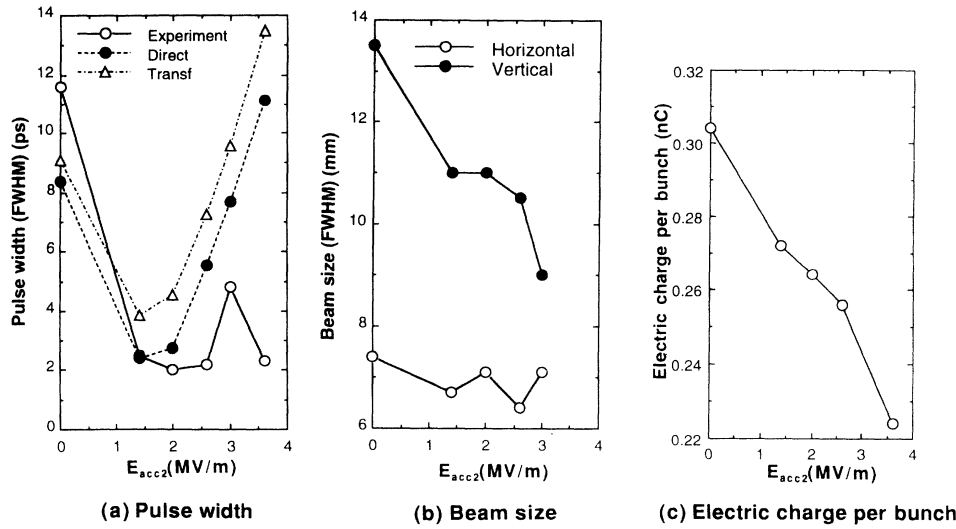 14
12
10
8
6
4
2
0
Pulse width (FWHM) (ps)
Experiment
Direct
Transf
0 1 2 3 4
Eacc2(MV/m)
(a) Pulse width
14
12
10
8
6
Beam size (FWHM) (mm)
Horizontal
Vertical
0 1 2 3 4
Eacc2(MV/m)
(b) Beam size
0.32
0.30
0.28
0.26
0.24
0.22
Electric charge per bunch (nC)
0 1 2 3 4
Eacc2(MV/m)
(c) Electric charge per bunch